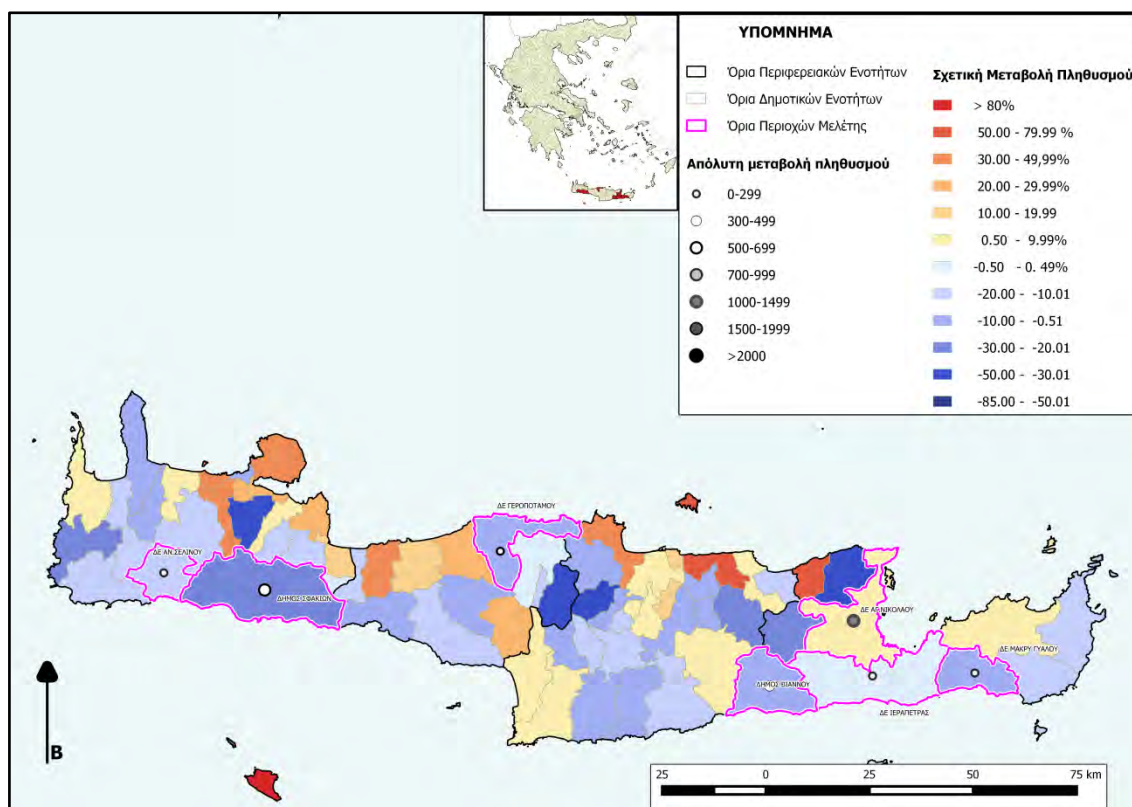 ΥΠΟΜΝΗΜΑ
Όρια Περιφερειακών Ενοτήτων
Όρια Δημοτικών Ενοτήτων
Όρια Περιοχών Μελέτης
Απόλυτη μεταβολή πληθυσμού
0-299
300-499
500-699
700-999
1000-1499
1500-1999
>2000
Σχετική Μεταβολή Πληθυσμού
> 80%
50.00 - 79.99 %
30.00 - 49,99%
20.00 - 29.99%
10.00 - 19.99
0.50 - 9.99%
-0.50 - 0. 49%
-20.00 - -10.01
-10.00 - -0.51
-30.00 - -20.01
-50.00 - -30.01
-85.00 - -50.01
ΔΕ ΓΕΡΟΠΟΤΑΜΟΥ
ΔΕ ΑΝ.ΣΕΛΙΝΟΥ
ΔΗΜΟΣ ΣΦΑΚΙΩΝ
ΔΕ ΑΓ.ΝΙΚΟΛΑΟΥ
ΔΕ ΜΑΚΡΥ ΓΥΑΛΟΥ
ΔΗΜΟΣ ΒΙΑΝΝΟΥ
ΔΕ ΙΕΡΑΠΕΤΡΑΣ
Β
25 0 25 50 75 km